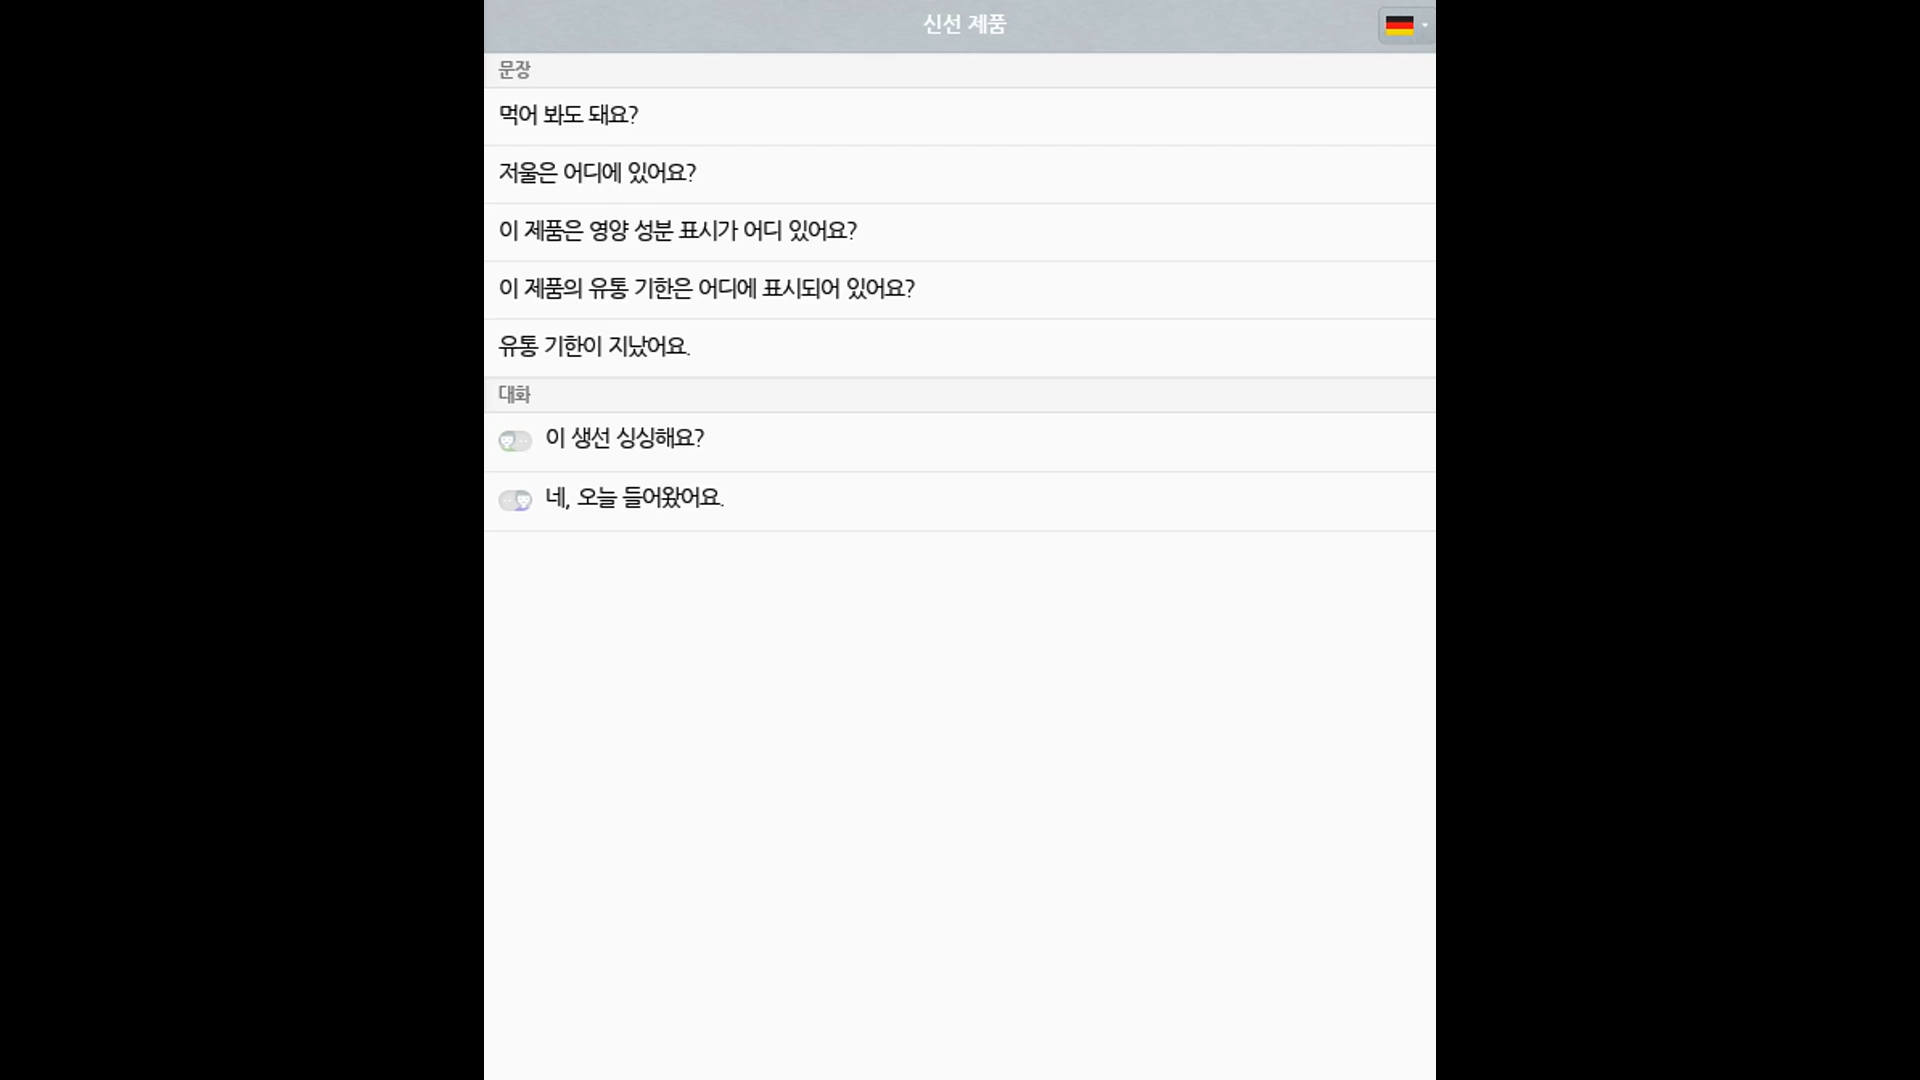 신선 제품
문장
먹어 봐도 돼요?
저울은 어디에 있어요?
이 제품은 영양 성분 표시가 어디 있어요?
이 제품의 유통 기한은 어디에 표시되어 있어요?
유통 기한이 지났어요.
대화
이 생선 싱싱해요?
네, 오늘 들어왔어요.